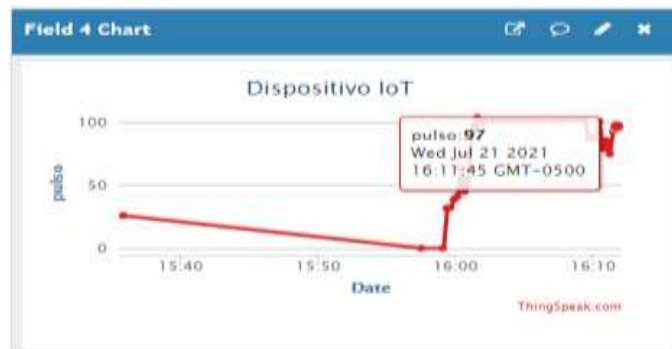 Field 4 Chart
Dispositivo IoT
pulso
100
50
0
pulso:97
Wed Jul 21 2021
16:11:45 GMT-0500
15:40
15:50
16:00
16:10
Date
ThingSpeak.com